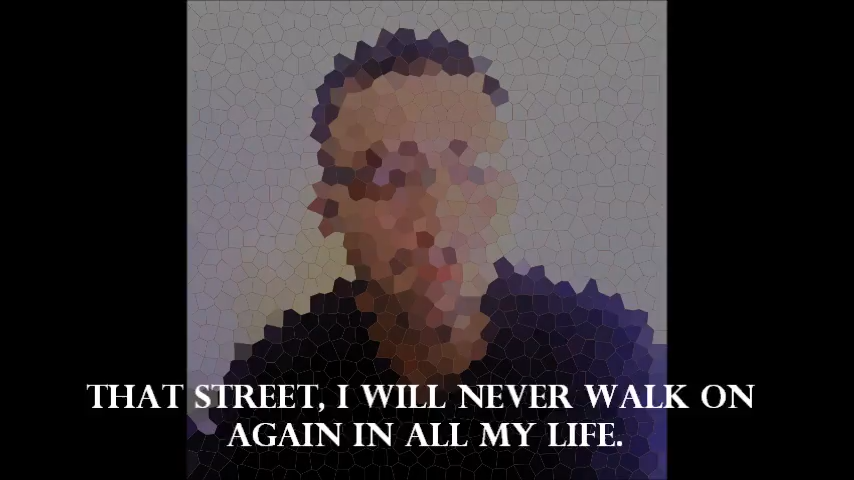 THAT STREET, I WILL NEVER WALK ON
AGAIN IN ALL MY LIFE.